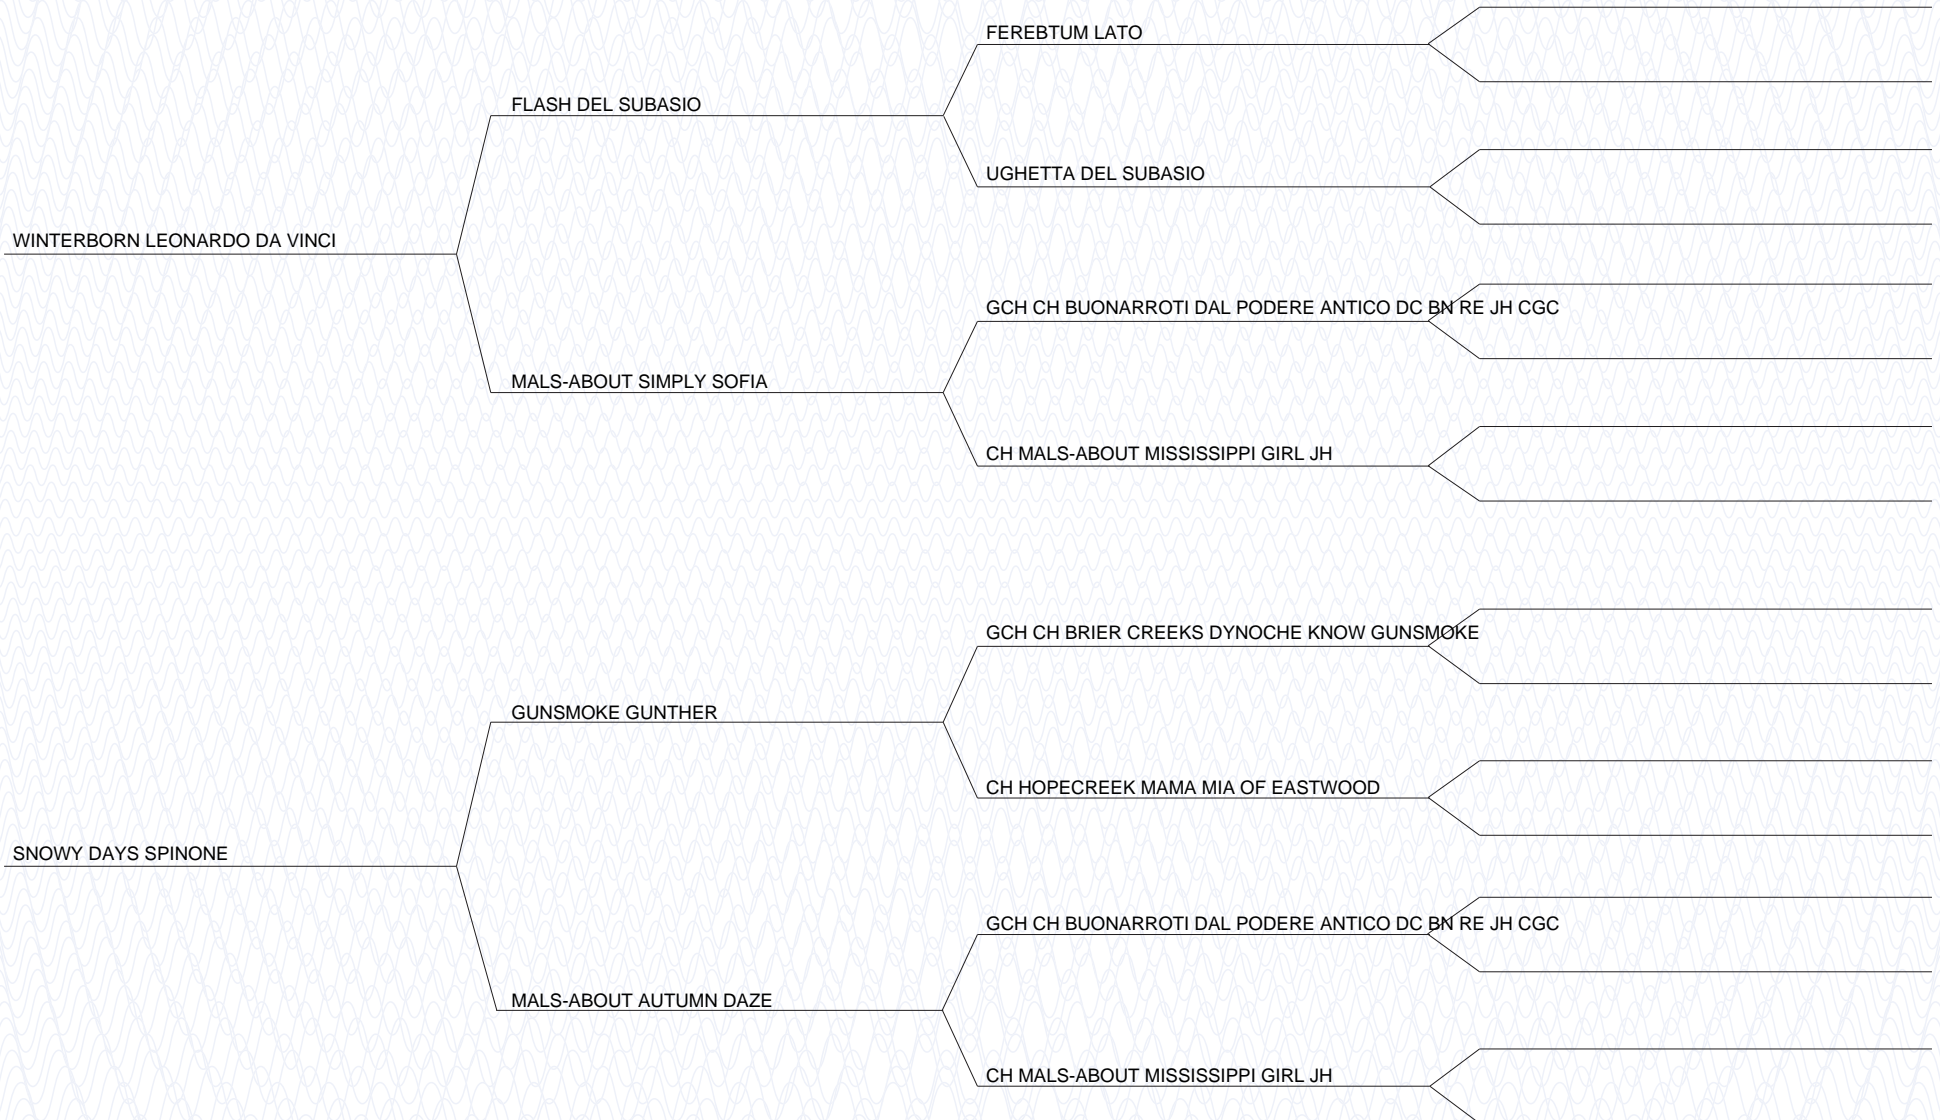 FEREBTUM LATO
FLASH DEL SUBASIO
UGHETTA DEL SUBASIO
WINTERBORN LEONARDO DA VINCI
GCH CH BUONARROTI DAL PODERE ANTICO DC BN RE JH CGC
MALS-ABOUT SIMPLY SOFIA
CH MALS-ABOUT MISSISSIPPI GIRL JH
GCH CH BRIER CREEKS DYNOCHE KNOW GUNSMOKE
GUNSMOKE GUNTHER
CH HOPECREEK MAMA MIA OF EASTWOOD
SNOWY DAYS SPINONE
GCH CH BUONARROTI DAL PODERE ANTICO DC BN RE JH CGC
MALS-ABOUT AUTUMN DAZE
CH MALS-ABOUT MISSISSIPPI GIRL JH